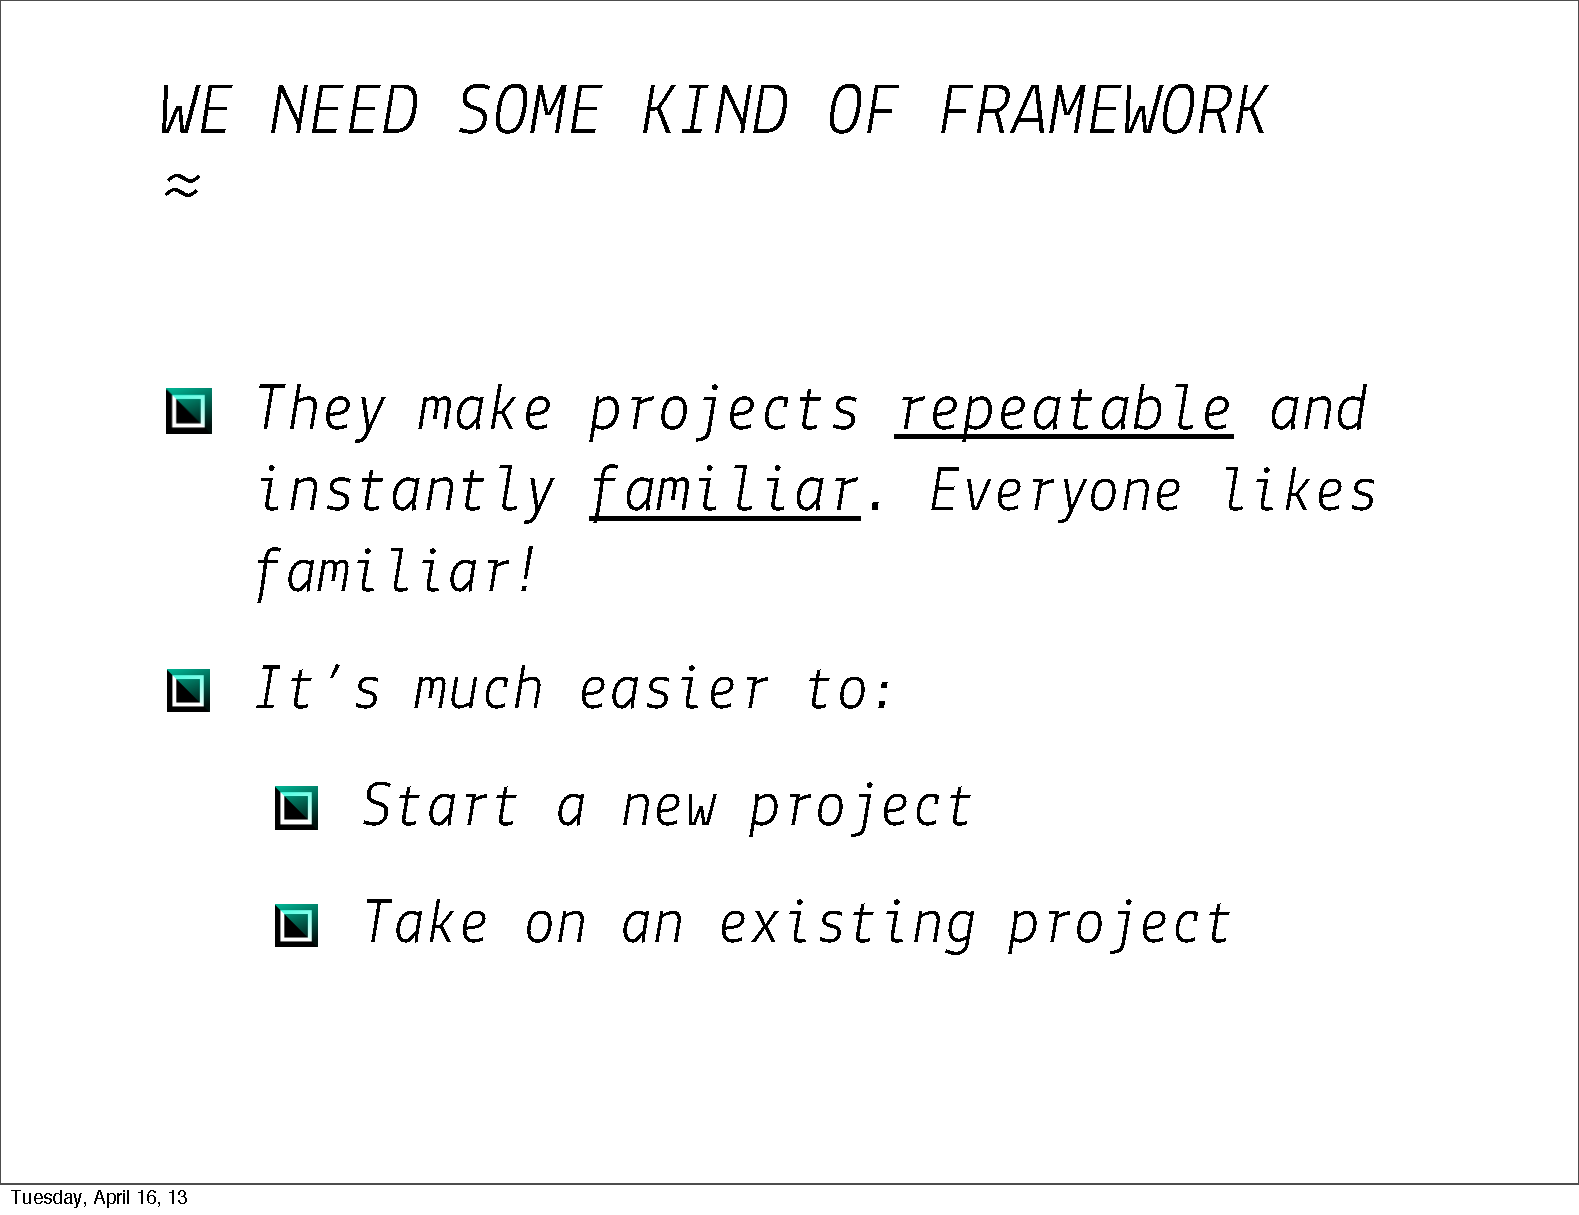 WE NEED SOME KIND OF FRAMEWORK
≈
They make projects repeatable and
instantly familiar. Everyone likes
familiar!
It's much easier to:
Start a new project
Take on an existing project
Tuesday, April 16, 13